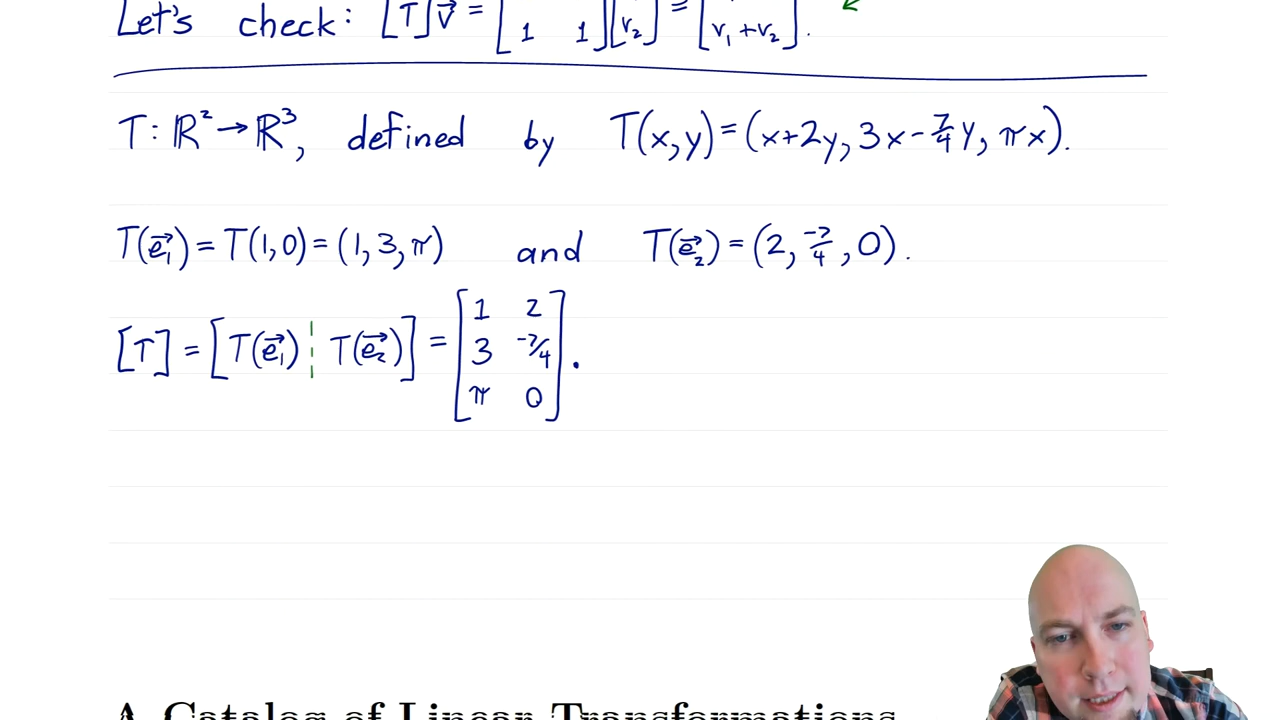 Let's check: [T]v⃗ = [1 1][v₂] = [v₁+v₂].
T: ℝ² → ℝ³, defined by T(x,y) = (x+2y, 3x-7/4y, πx).
T(e⃗₁) = T(1,0) = (1,3,π) and T(e⃗₂) = (2, -7/4, 0).
[T] = [T(e⃗₁) ¦ T(e⃗₂)] = [1 2
3 -7/4
π 0].
A Catalog of Linear Transformations